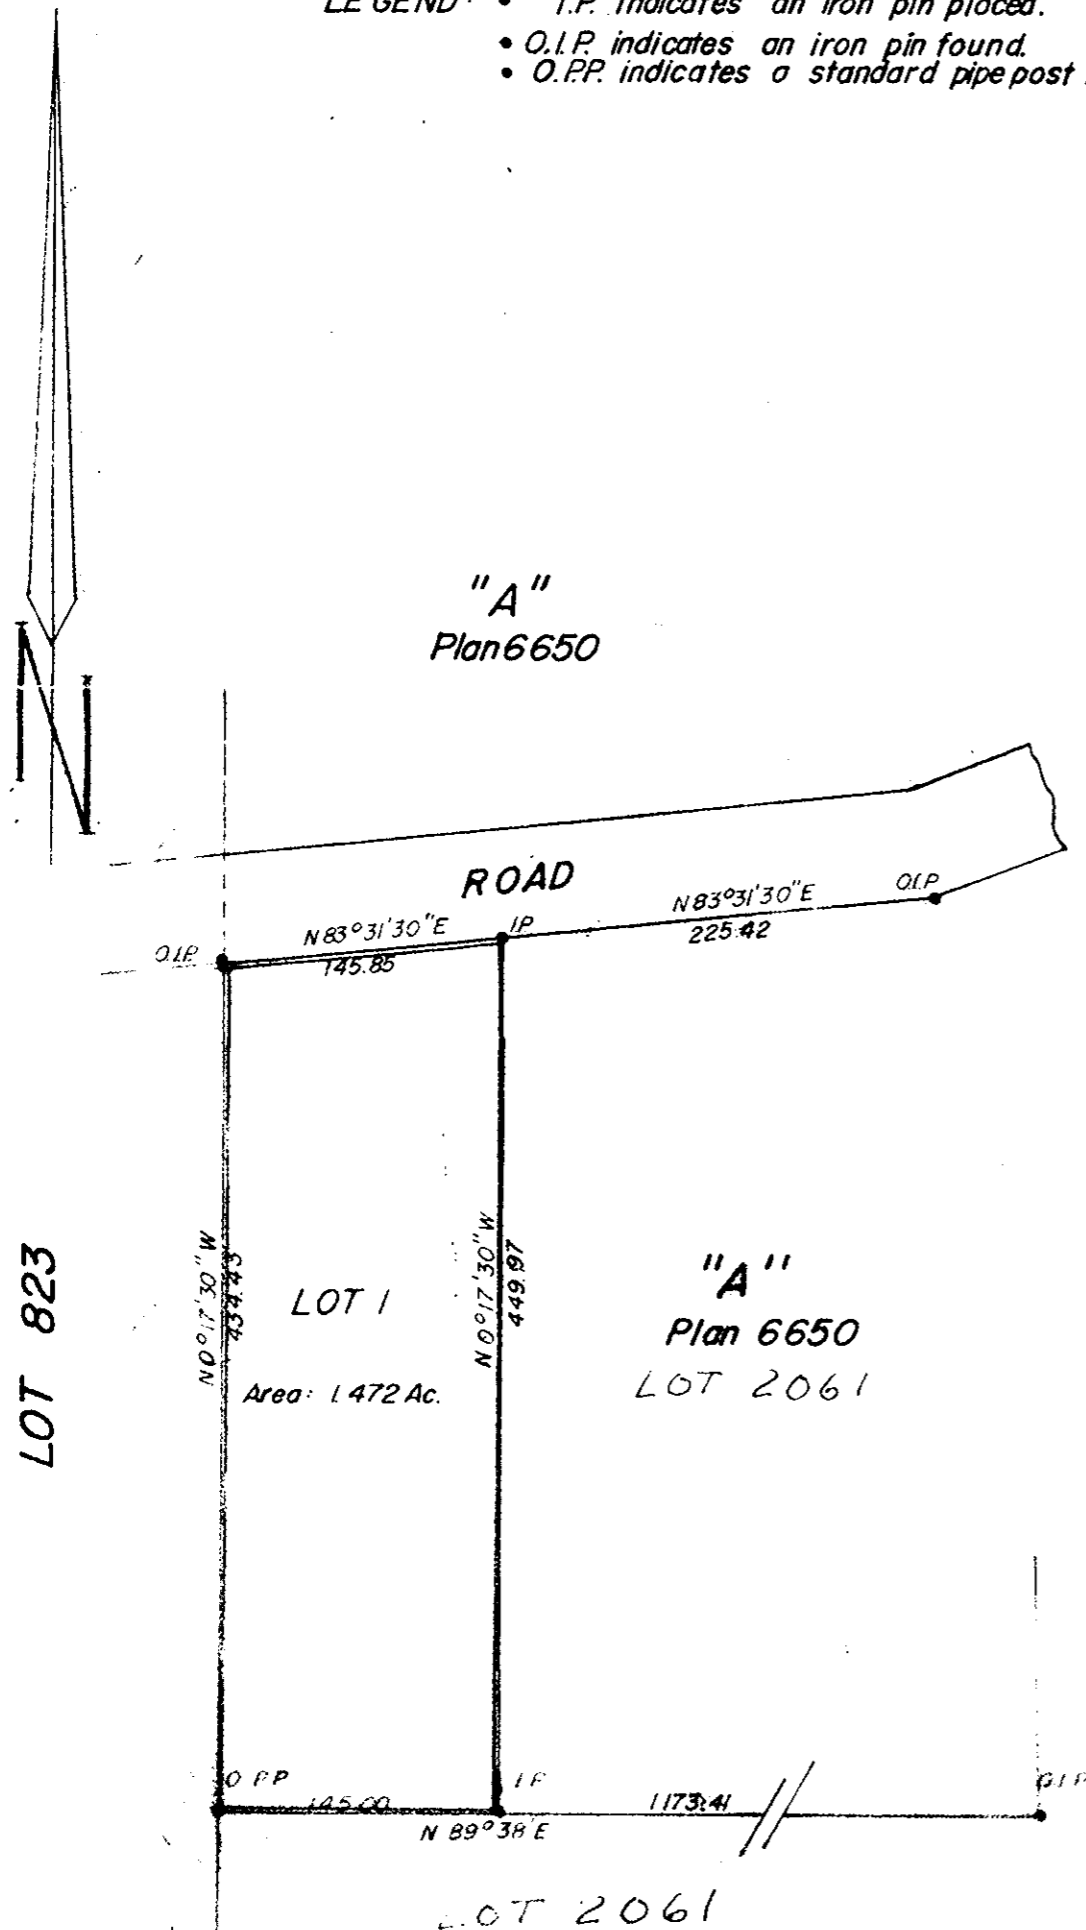 LEGEND: • I.P. indicates an iron pin placed.
• O.I.P. indicates an iron pin found.
• O.P.P. indicates a standard pipe post
"A"
Plan 6650
N
ROAD
N 83°31'30" E
145.85
I.P.
N 83°31'30" E
225.42
O.I.P.
O.I.P.
LOT 823
N 0°17'30" W
434.43
LOT 1
Area: 1.472 Ac.
N 0°17'30" W
449.97
"A"
Plan 6650
LOT 2061
O.P.P.
145.00
I.P.
N 89°38' E
1173.41
O.I.P.
LOT 2061